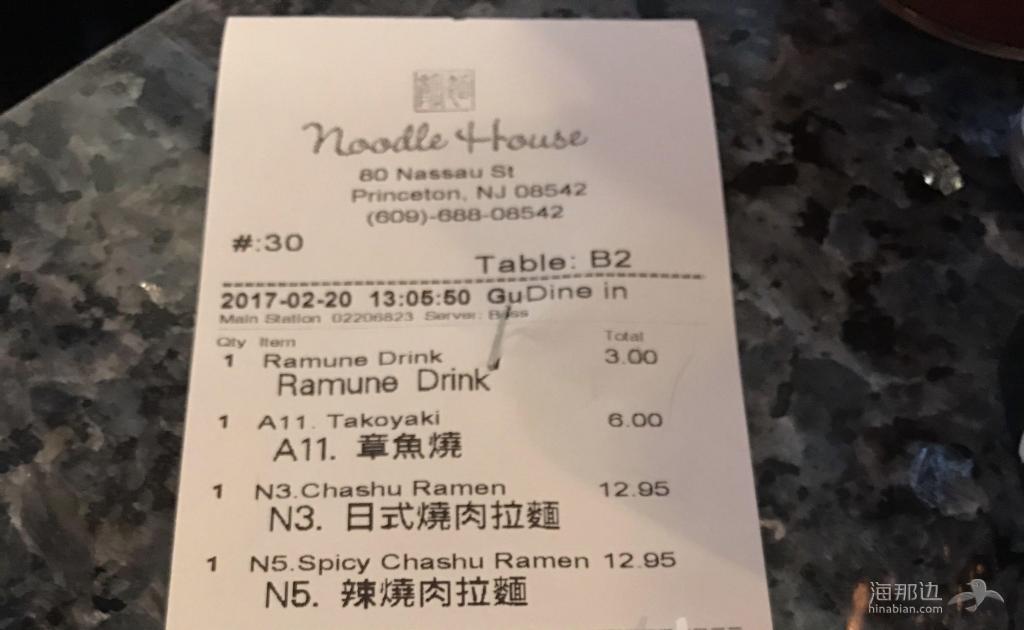 Noodle House
80 Nassau St
Princeton, NJ 08542
(609)-688-08542
#:30
Table: B2
2017-02-20 13:05:50 GuDine in
Main Station 02206823 Server: Boss
Qty Item Total
1 Ramune Drink 3.00
Ramune Drink
1 A11. Takoyaki 6.00
A11. 章魚燒
1 N3.Chashu Ramen 12.95
N3. 日式燒肉拉麵
1 N5.Spicy Chashu Ramen 12.95
N5. 辣燒肉拉麵
海那边
hinabian.com